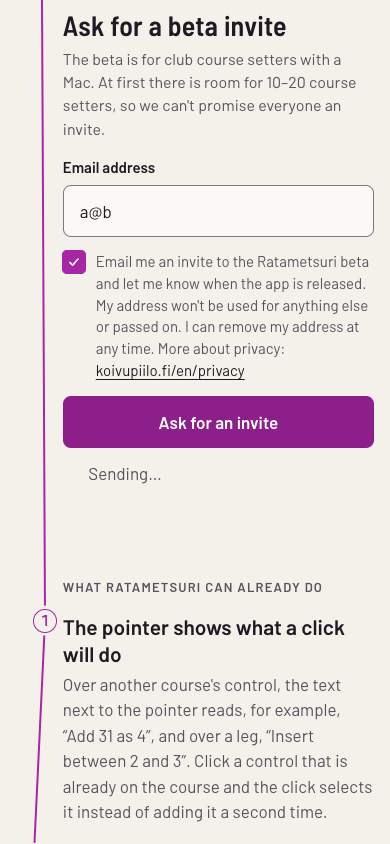 Ask for a beta invite
The beta is for club course setters with a
Mac. At first there is room for 10–20 course
setters, so we can't promise everyone an
invite.
Email address
a@b
Email me an invite to the Ratametsuri beta
and let me know when the app is released.
My address won't be used for anything else
or passed on. I can remove my address at
any time. More about privacy:
koivupiilo.fi/en/privacy
Ask for an invite
Sending…
WHAT RATAMETSURI CAN ALREADY DO
1
The pointer shows what a click
will do
Over another course's control, the text
next to the pointer reads, for example,
“Add 31 as 4”, and over a leg, “Insert
between 2 and 3”. Click a control that is
already on the course and the click selects
it instead of adding it a second time.